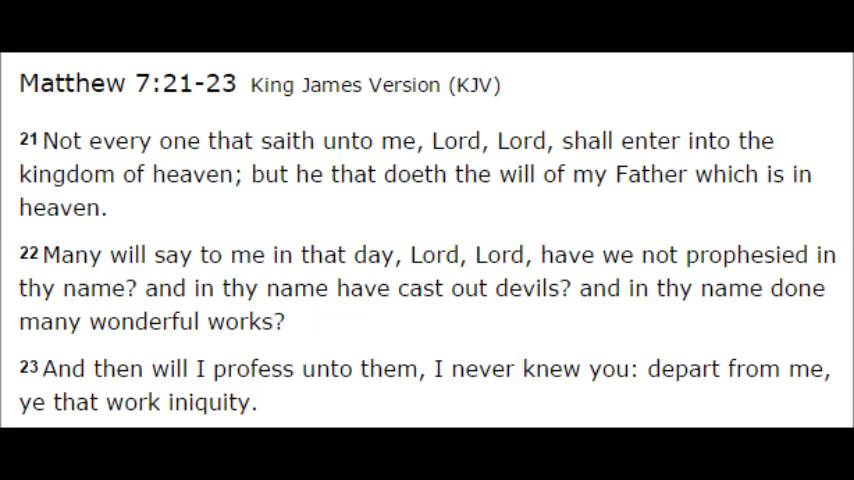 Matthew 7:21-23 King James Version (KJV)
21 Not every one that saith unto me, Lord, Lord, shall enter into the
kingdom of heaven; but he that doeth the will of my Father which is in
heaven.
22 Many will say to me in that day, Lord, Lord, have we not prophesied in
thy name? and in thy name have cast out devils? and in thy name done
many wonderful works?
23 And then will I profess unto them, I never knew you: depart from me,
ye that work iniquity.